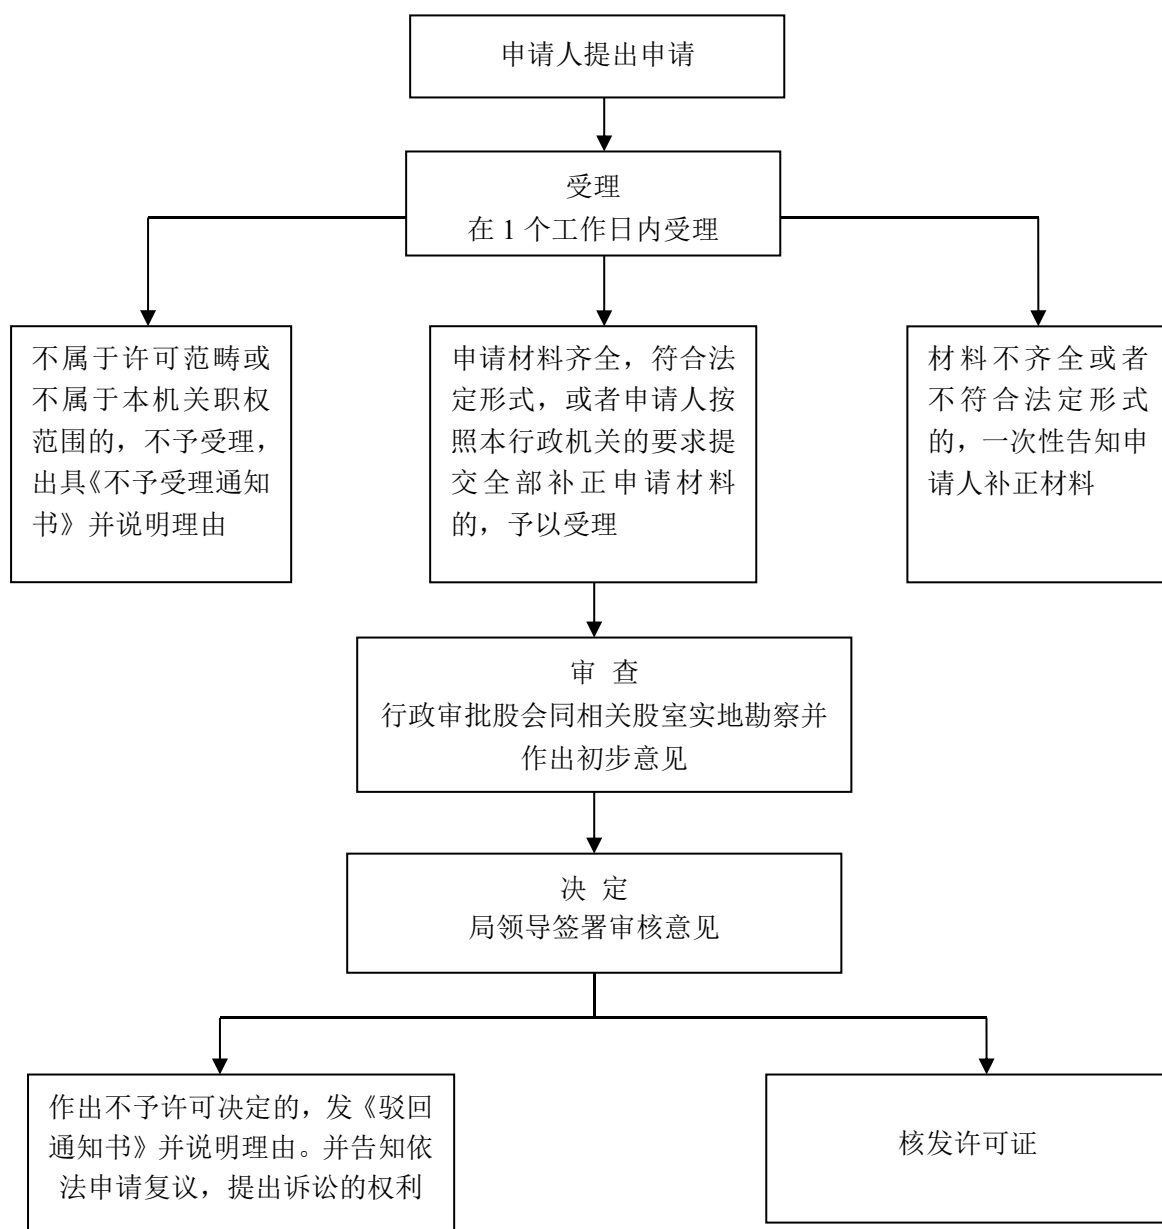 申请人提出申请
受理
在 1 个工作日内受理
不属于许可范畴或
不属于本机关职权
范围的，不予受理，
出具《不予受理通知
书》并说明理由
申请材料齐全，符合法
定形式，或者申请人按
照本行政机关的要求提
交全部补正申请材料
的，予以受理
材料不齐全或者
不符合法定形式
的，一次性告知申
请人补正材料
审 查
行政审批股会同相关股室实地勘察并
作出初步意见
决 定
局领导签署审核意见
作出不予许可决定的，发《驳回
通知书》并说明理由。并告知依
法申请复议，提出诉讼的权利
核发许可证